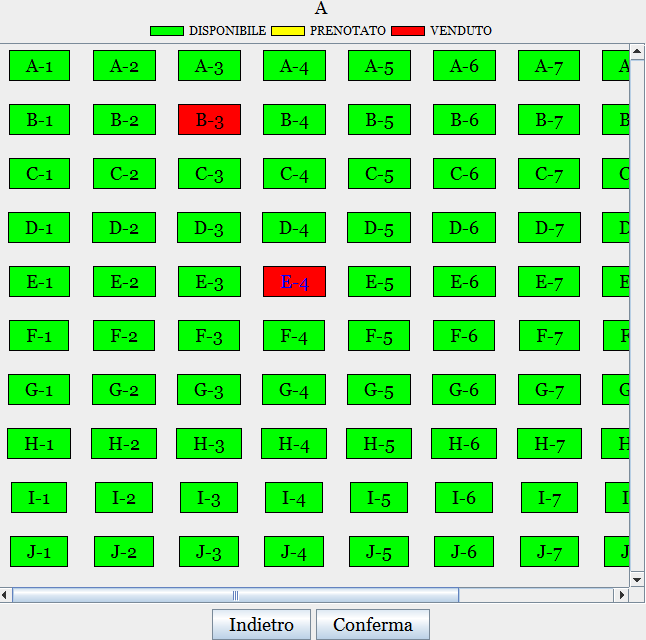 A
DISPONIBILE PRENOTATO VENDUTO
A-1 A-2 A-3 A-4 A-5 A-6 A-7 A
B-1 B-2 B-3 B-4 B-5 B-6 B-7 B
C-1 C-2 C-3 C-4 C-5 C-6 C-7 C
D-1 D-2 D-3 D-4 D-5 D-6 D-7 D
E-1 E-2 E-3 E-4 E-5 E-6 E-7 E
F-1 F-2 F-3 F-4 F-5 F-6 F-7 F
G-1 G-2 G-3 G-4 G-5 G-6 G-7 G
H-1 H-2 H-3 H-4 H-5 H-6 H-7 H
I-1 I-2 I-3 I-4 I-5 I-6 I-7 I
J-1 J-2 J-3 J-4 J-5 J-6 J-7 J
Indietro Conferma